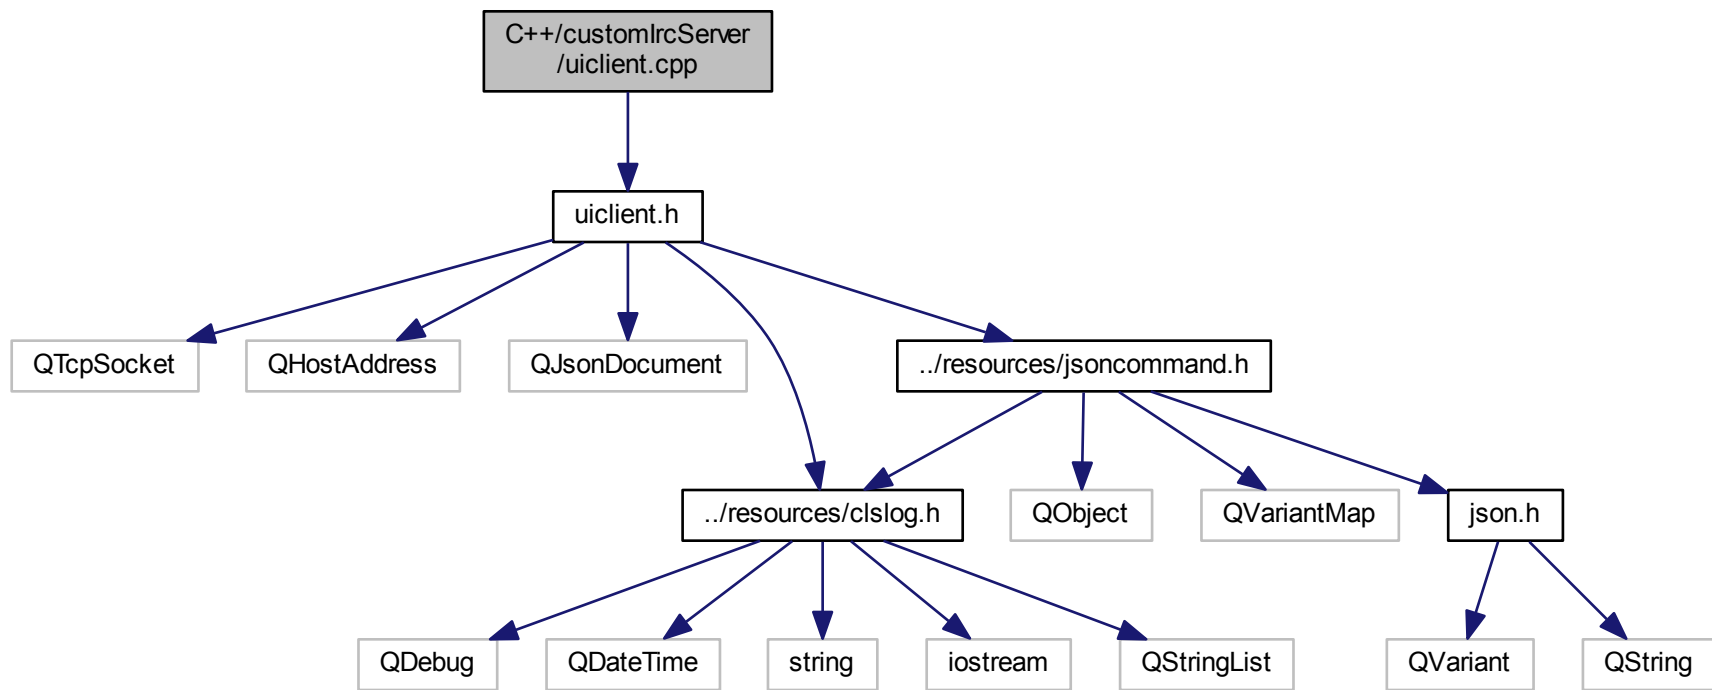 C++/customIrcServer
/uiclient.cpp
uiclient.h
QTcpSocket
QHostAddress
QJsonDocument
../resources/jsoncommand.h
../resources/clslog.h
QObject
QVariantMap
json.h
QDebug
QDateTime
string
iostream
QStringList
QVariant
QString